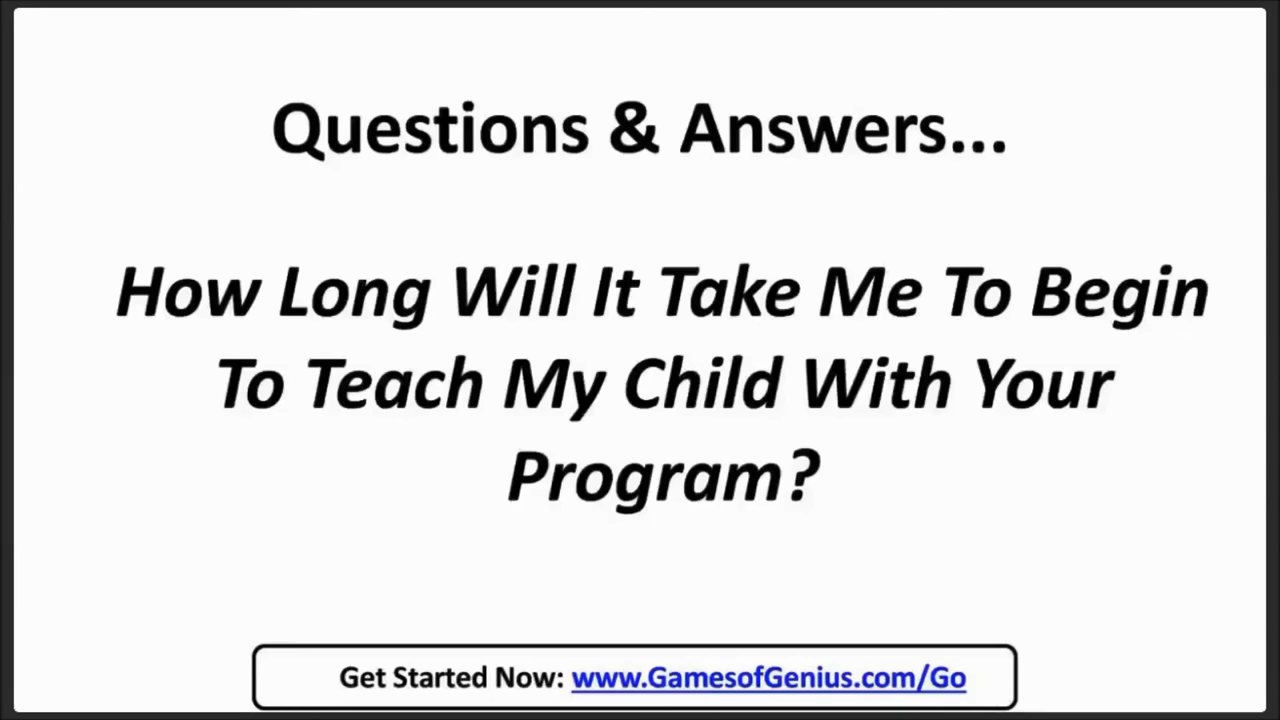 Questions & Answers...
How Long Will It Take Me To Begin
To Teach My Child With Your
Program?
Get Started Now: www.GamesofGenius.com/Go